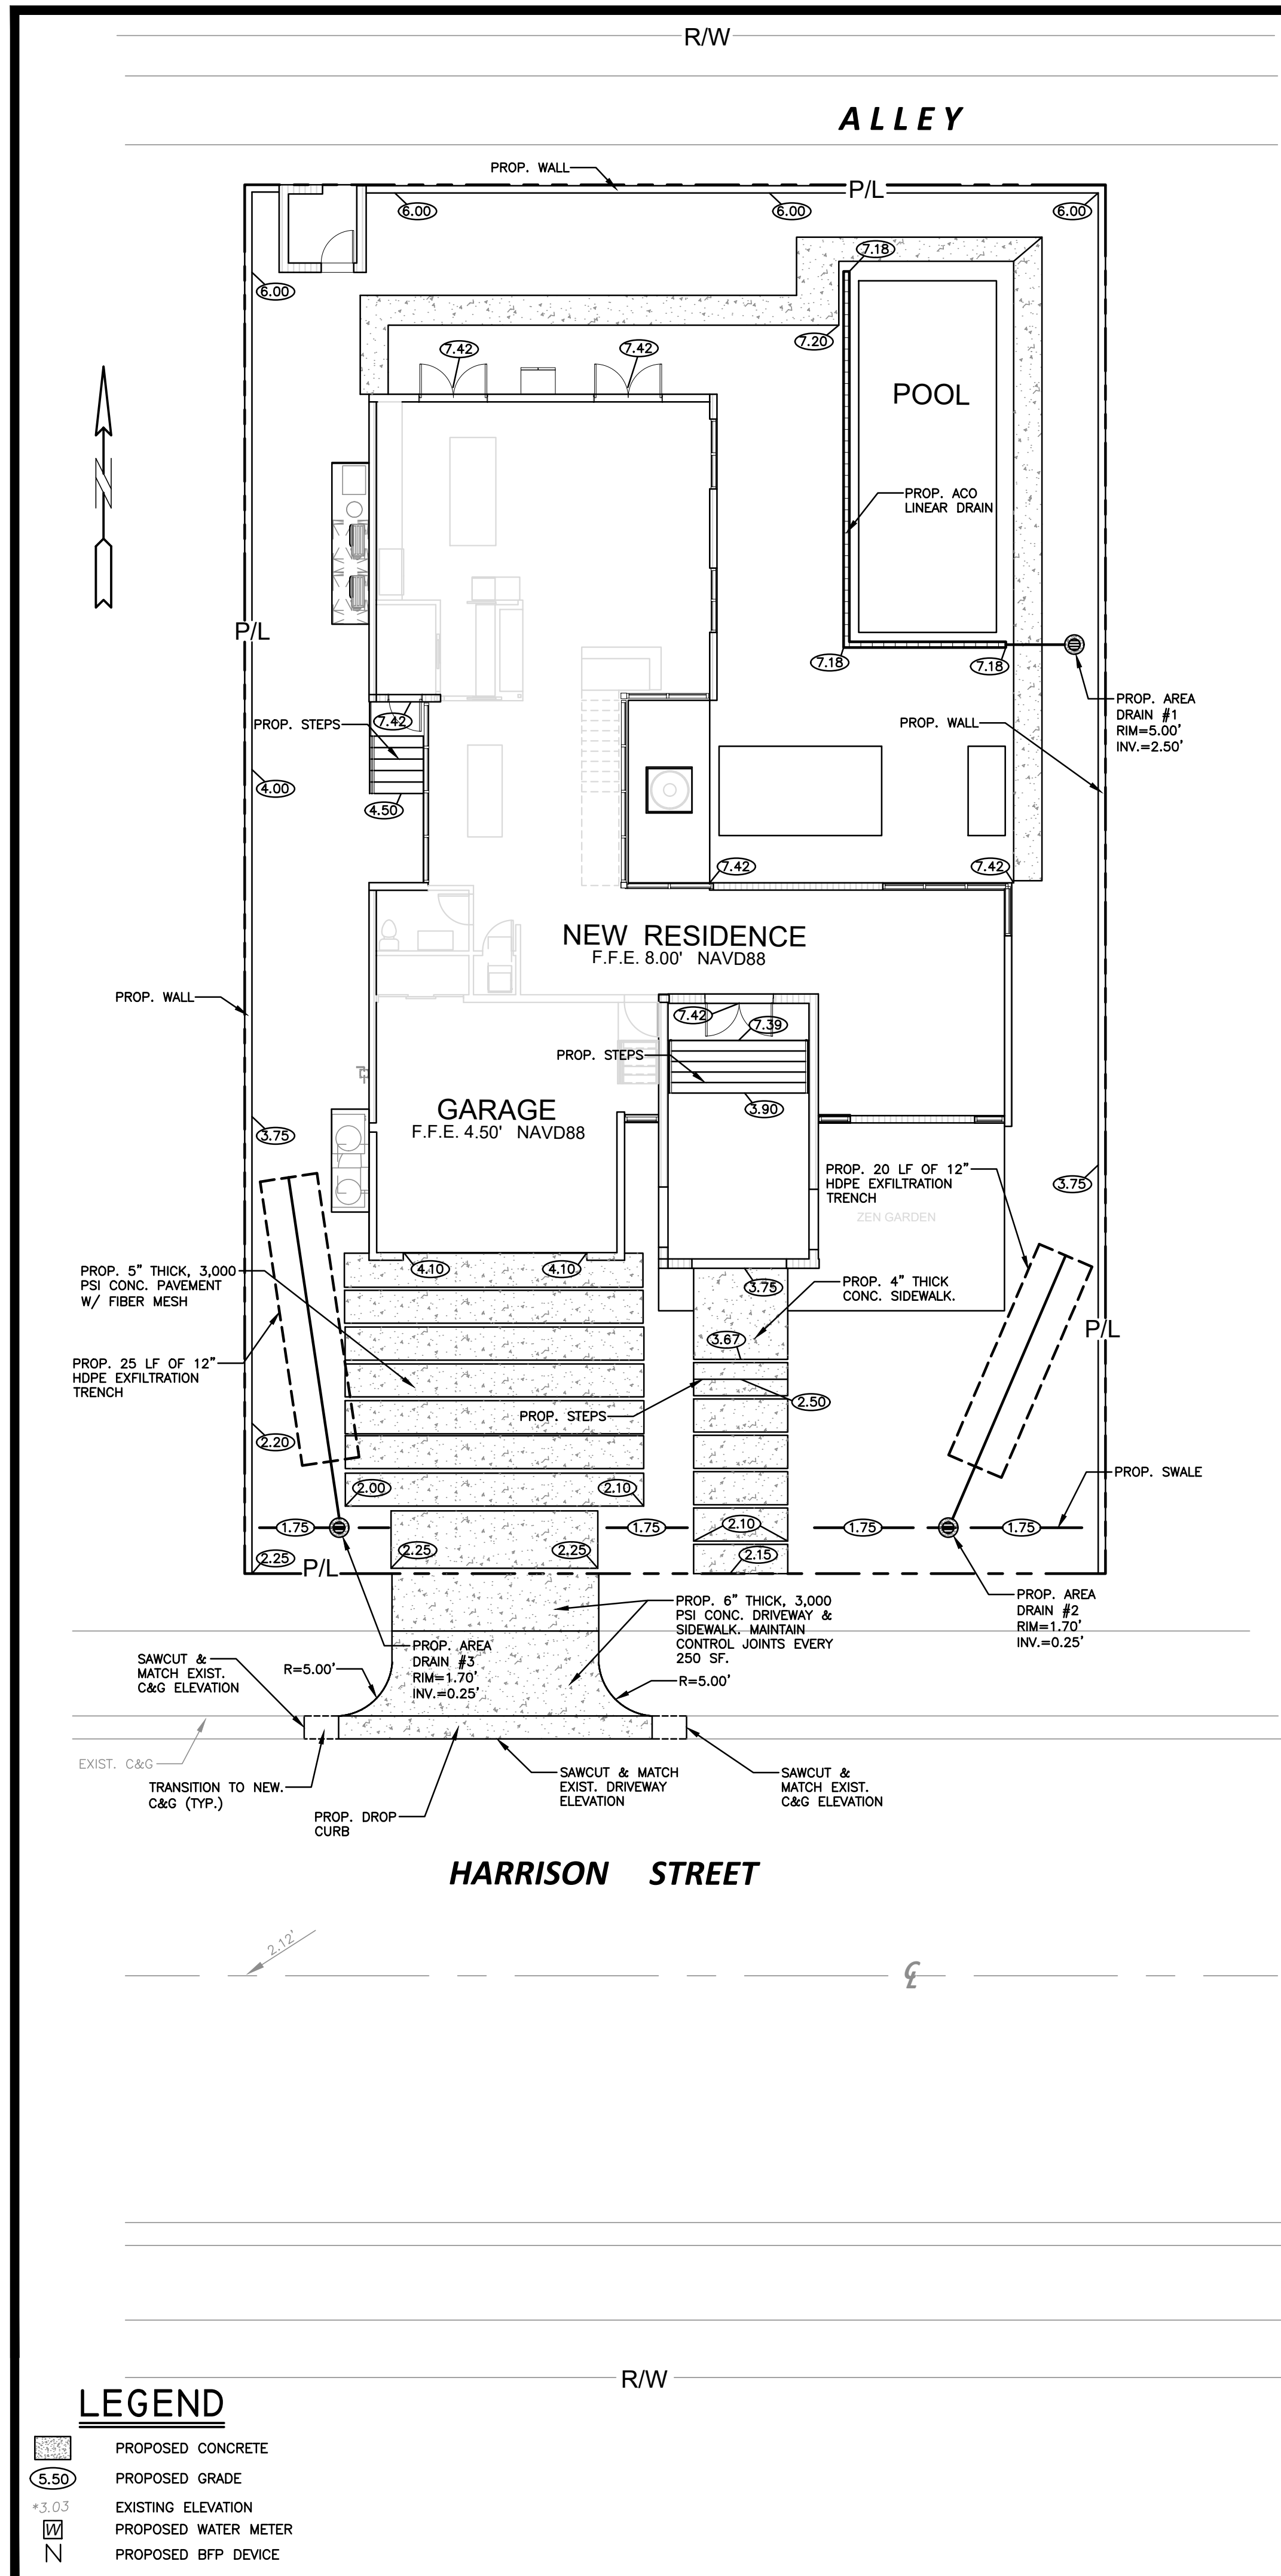 R/W
ALLEY
PROP. WALL
P/L
6.00
6.00
6.00
7.18
6.00
7.20
7.42
7.42
POOL
N
PROP. ACO
LINEAR DRAIN
P/L
7.18
7.18
PROP. AREA
DRAIN #1
RIM=5.00'
INV.=2.50'
7.42
PROP. STEPS
PROP. WALL
4.00
4.50
7.42
7.42
NEW RESIDENCE
F.F.E. 8.00' NAVD88
PROP. WALL
7.42
7.39
PROP. STEPS
GARAGE
F.F.E. 4.50' NAVD88
3.90
3.75
PROP. 20 LF OF 12"
HDPE EXFILTRATION
TRENCH
3.75
ZEN GARDEN
PROP. 5" THICK, 3,000
PSI CONC. PAVEMENT
W/ FIBER MESH
4.10
4.10
3.75
PROP. 4" THICK
CONC. SIDEWALK.
P/L
3.67
PROP. 25 LF OF 12"
HDPE EXFILTRATION
TRENCH
2.50
PROP. STEPS
2.20
PROP. SWALE
2.00
2.10
1.75
1.75
2.10
1.75
1.75
2.25
2.25
2.25
2.15
P/L
PROP. AREA
DRAIN #2
RIM=1.70'
INV.=0.25'
PROP. 6" THICK, 3,000
PSI CONC. DRIVEWAY &
SIDEWALK. MAINTAIN
CONTROL JOINTS EVERY
250 SF.
PROP. AREA
DRAIN #3
RIM=1.70'
INV.=0.25'
SAWCUT &
MATCH EXIST.
C&G ELEVATION
R=5.00'
R=5.00'
EXIST. C&G
TRANSITION TO NEW.
C&G (TYP.)
SAWCUT & MATCH
EXIST. DRIVEWAY
ELEVATION
SAWCUT &
MATCH EXIST.
C&G ELEVATION
PROP. DROP
CURB
HARRISON STREET
2.12'
CL
R/W
LEGEND
PROPOSED CONCRETE
5.50 PROPOSED GRADE
*3.03 EXISTING ELEVATION
W PROPOSED WATER METER
N PROPOSED BFP DEVICE